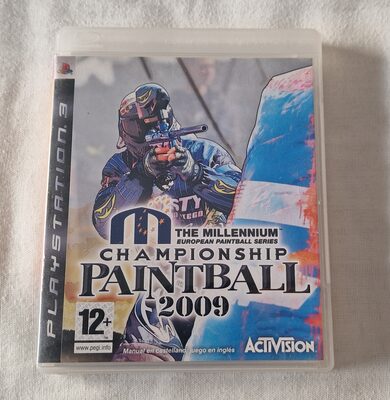 PLAYSTATION 3
THE MILLENNIUM™
EUROPEAN PAINTBALL SERIES
CHAMPIONSHIP
PAINTBALL
2009
12+
www.pegi.info
Manual en castellano, juego en inglés
ACTIVISION